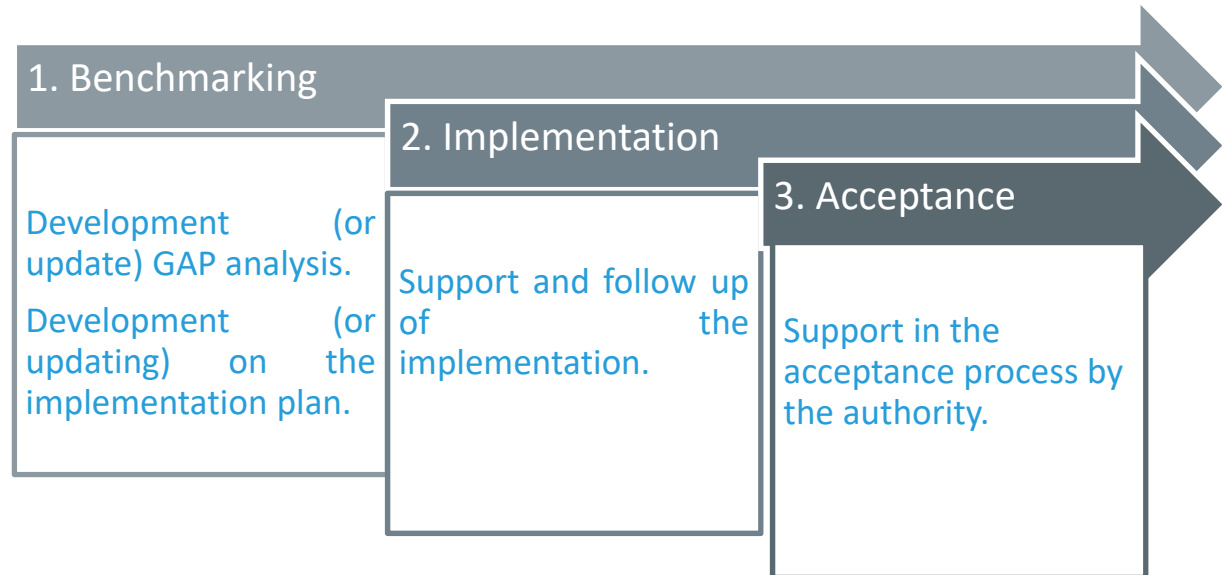 1. Benchmarking
Development (or
update) GAP analysis.
Development (or
updating) on the
implementation plan.
2. Implementation
Support and follow up
of the
implementation.
3. Acceptance
Support in the
acceptance process by
the authority.